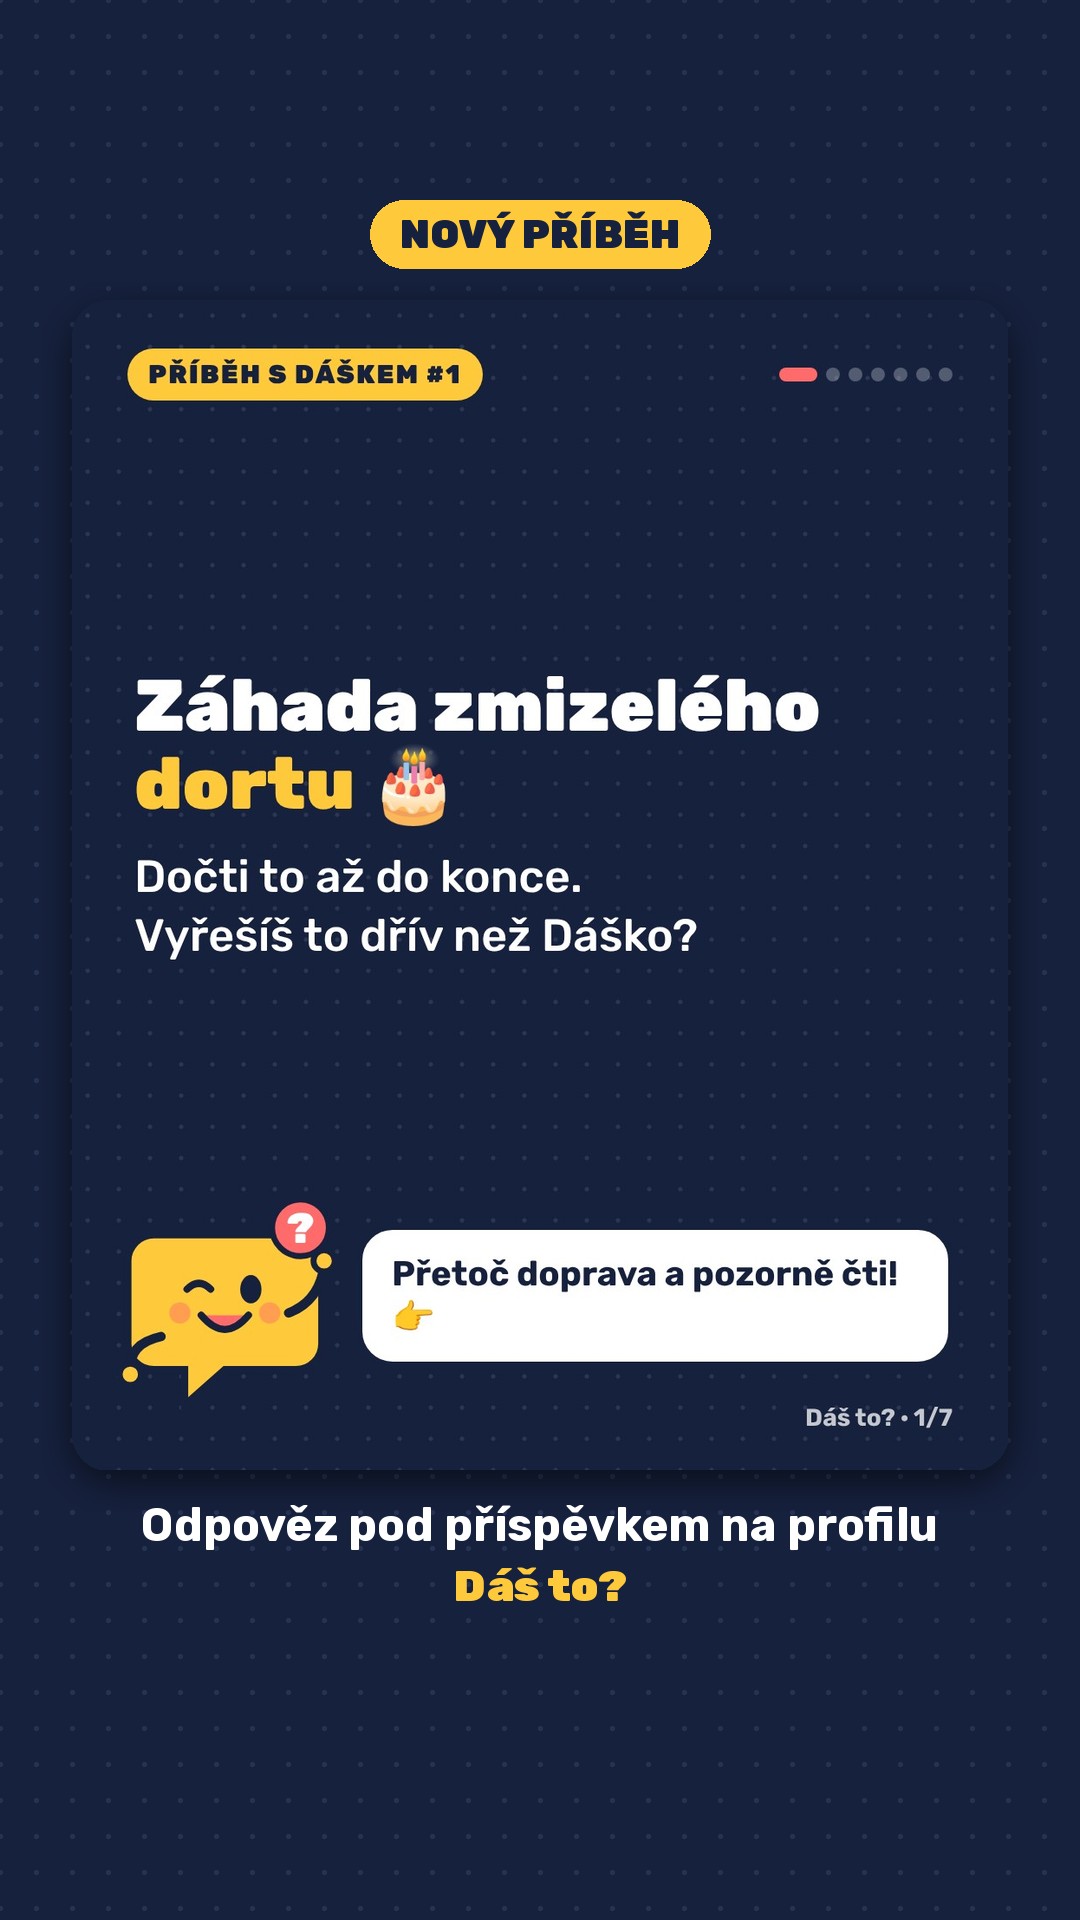 NOVÝ PŘÍBĚH
PŘÍBĚH S DÁŠKEM #1
Záhada zmizelého
dortu 🎂
Dočti to až do konce.
Vyřešíš to dřív než Dáško?
?
Přetoč doprava a pozorně čti!
👉
Dáš to? • 1/7
Odpověz pod příspěvkem na profilu
Dáš to?